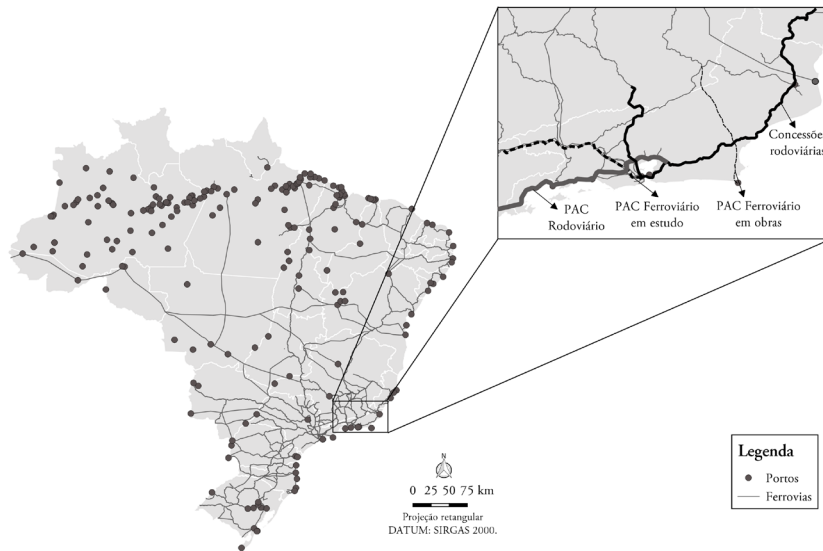 Concessões
rodoviárias
PAC
Rodoviário
PAC Ferroviário
em estudo
PAC Ferroviário
em obras
N
0 25 50 75 km
Projeção retangular
DATUM: SIRGAS 2000.
Legenda
Portos
Ferrovias